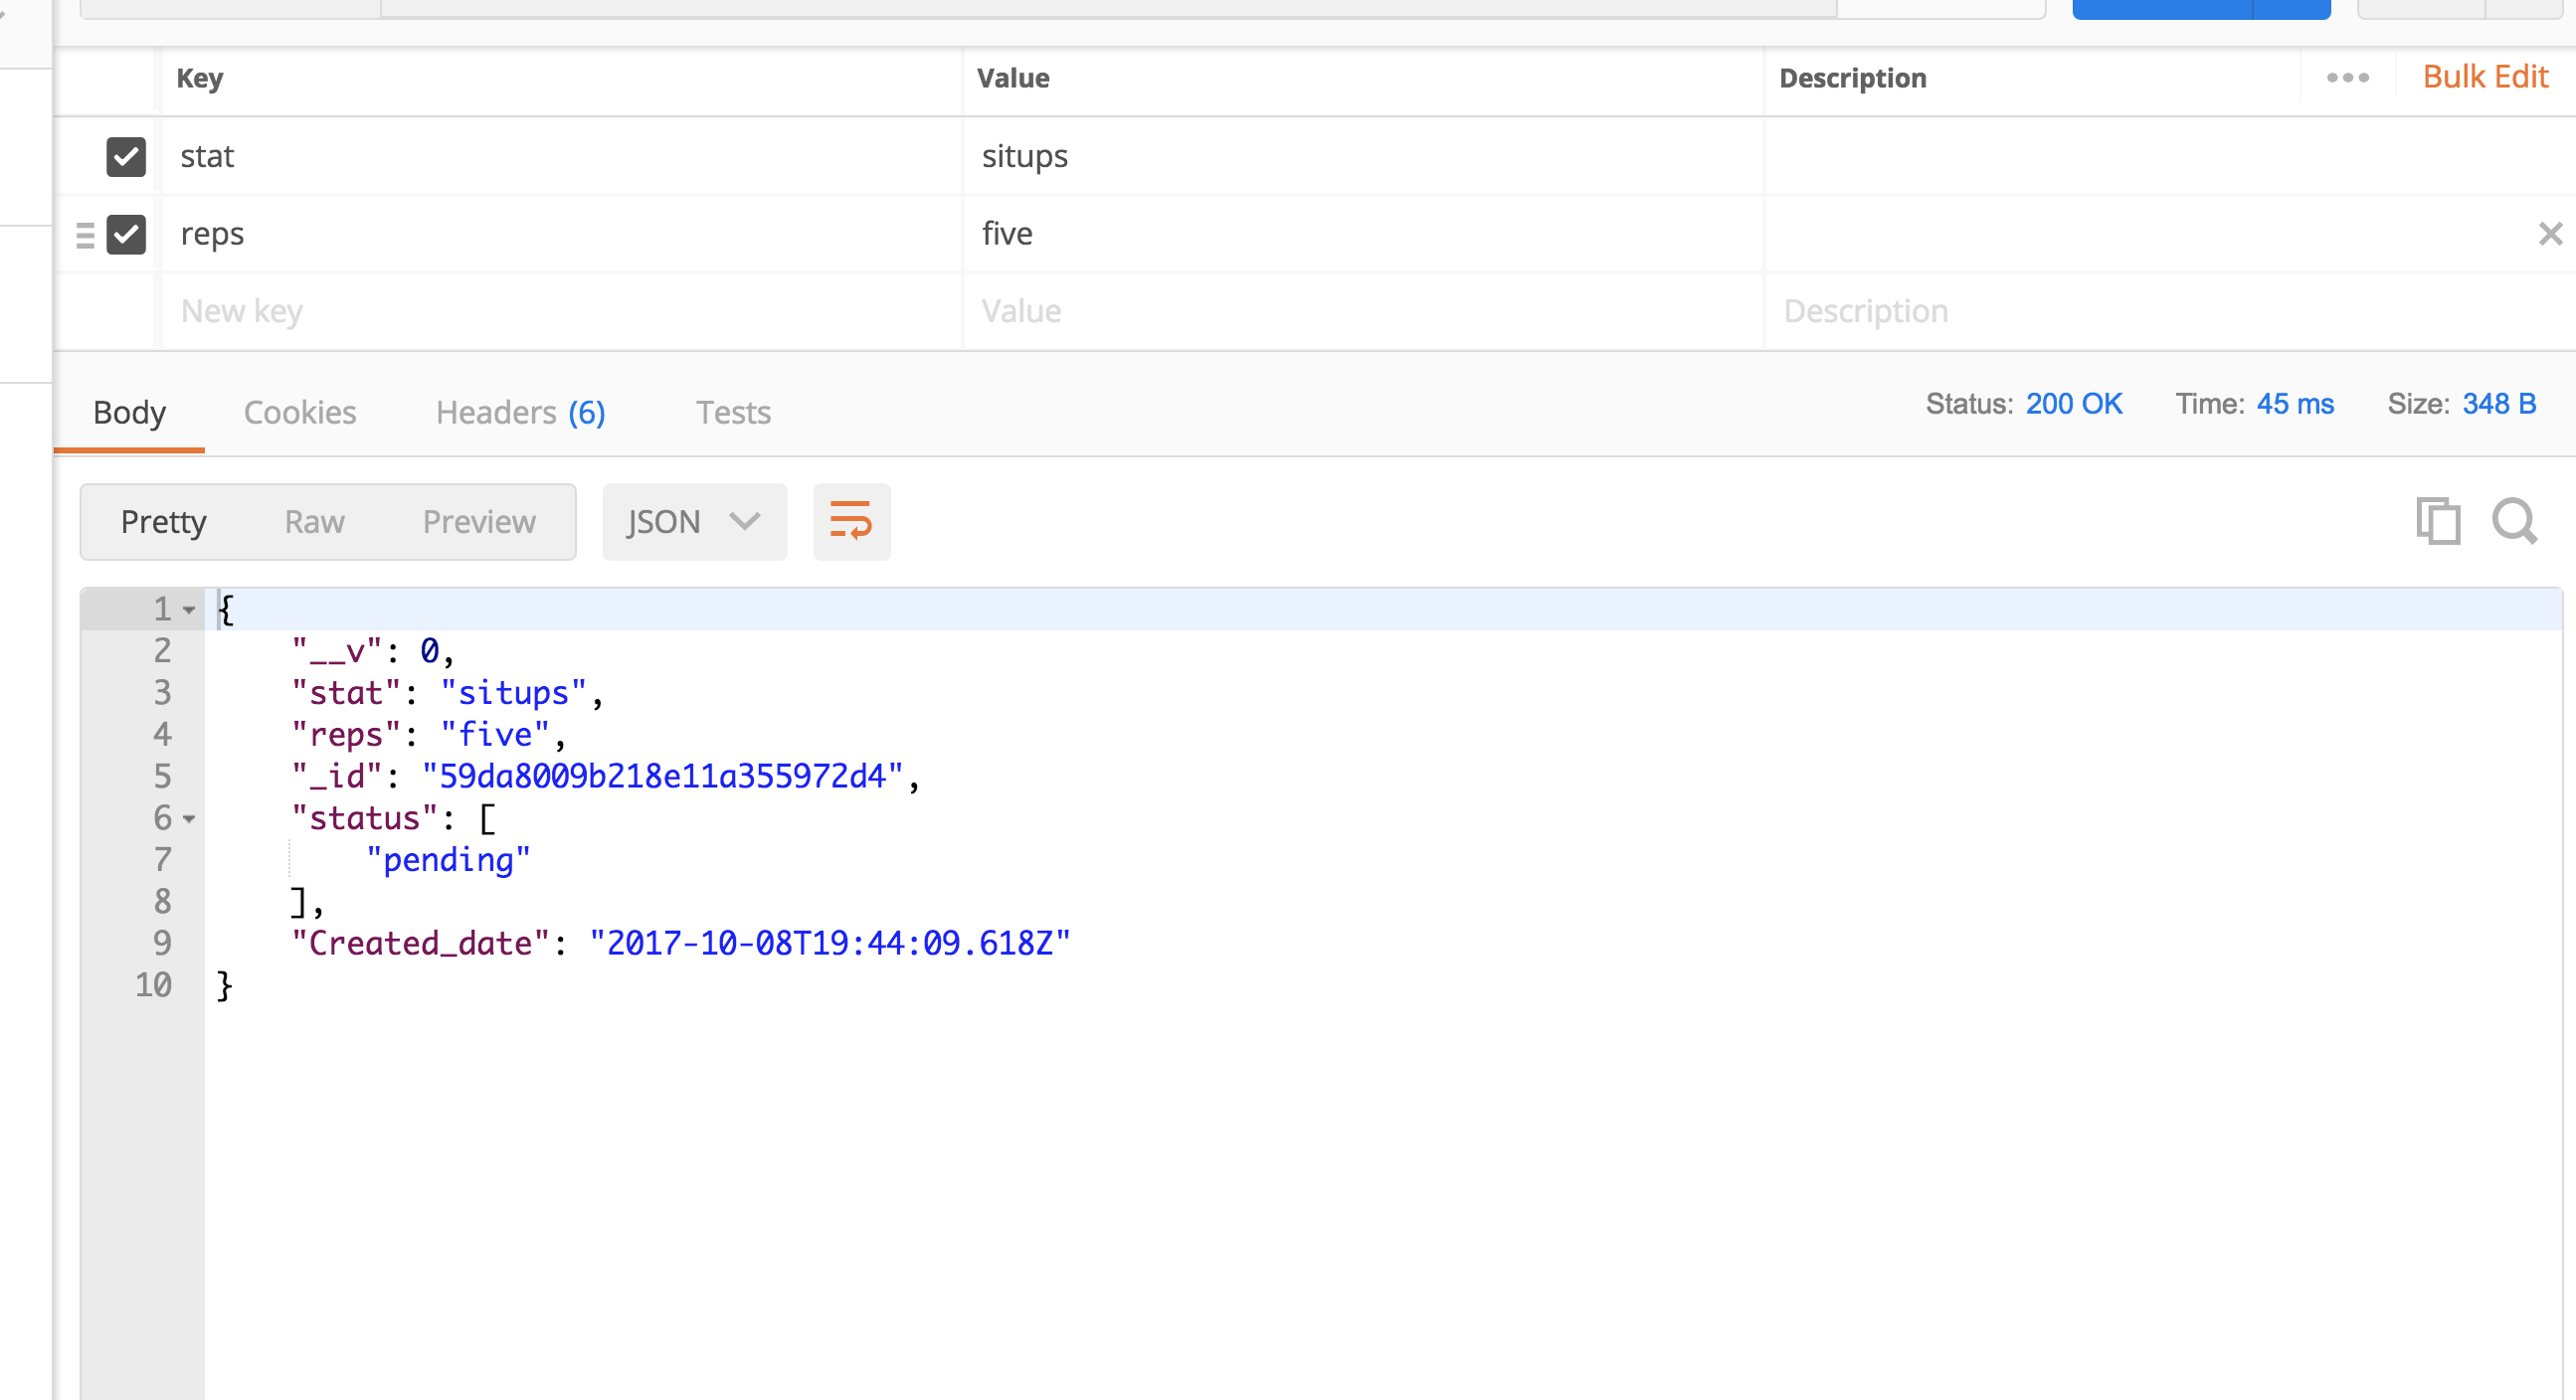 Key Value Description Bulk Edit
stat situps
reps five
New key Value Description
Body Cookies Headers (6) Tests Status: 200 OK Time: 45 ms Size: 348 B
Pretty Raw Preview JSON
1 {
2 "__v": 0,
3 "stat": "situps",
4 "reps": "five",
5 "_id": "59da8009b218e11a355972d4",
6 "status": [
7 "pending"
8 ],
9 "Created_date": "2017-10-08T19:44:09.618Z"
10 }